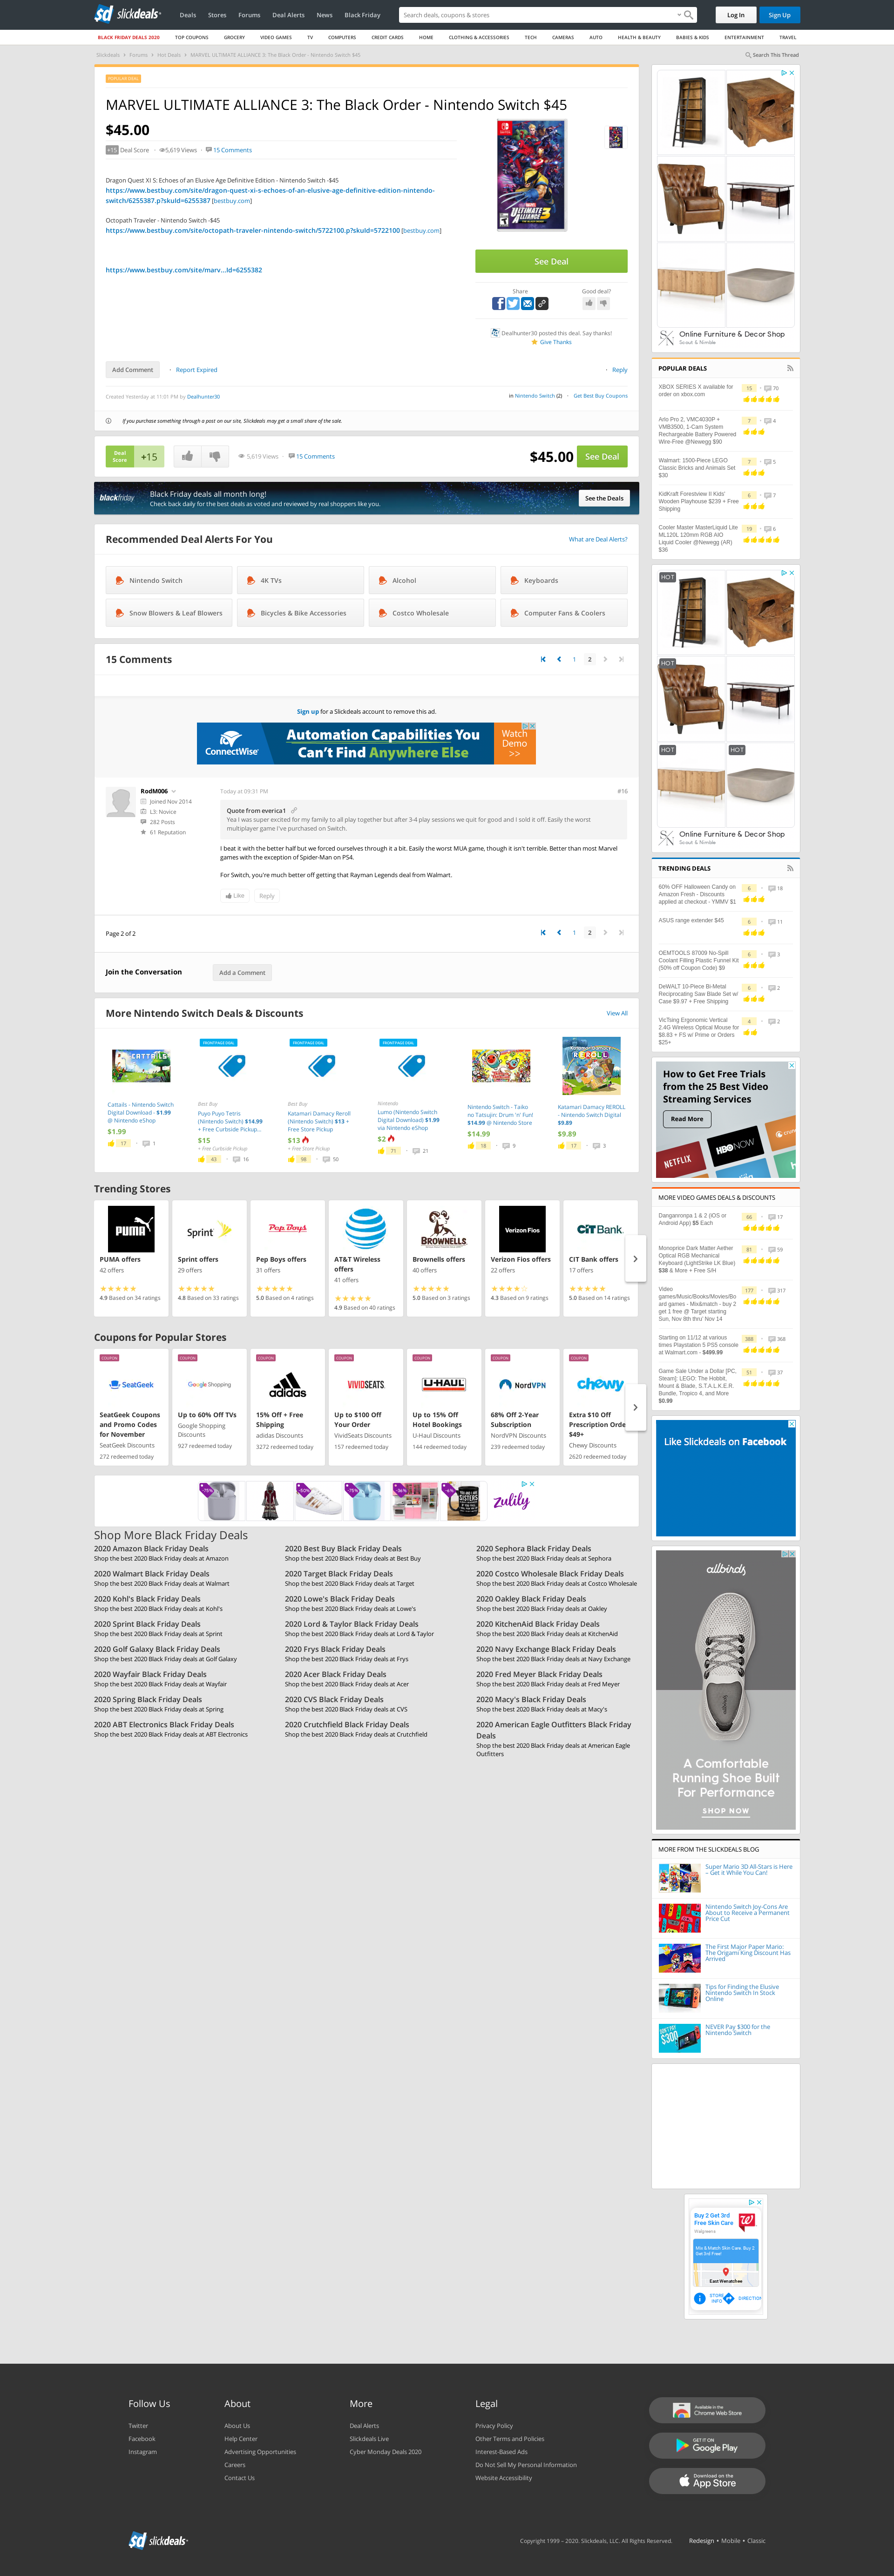 sd slickdeals
Deals Stores Forums Deal Alerts News Black Friday
Search deals, coupons & stores
Log In Sign Up
BLACK FRIDAY DEALS 2020 TOP COUPONS GROCERY VIDEO GAMES TV COMPUTERS CREDIT CARDS HOME CLOTHING & ACCESSORIES TECH CAMERAS AUTO HEALTH & BEAUTY BABIES & KIDS ENTERTAINMENT TRAVEL
Slickdeals > Forums > Hot Deals > MARVEL ULTIMATE ALLIANCE 3: The Black Order - Nintendo Switch $45
Search This Thread
POPULAR DEAL
MARVEL ULTIMATE ALLIANCE 3: The Black Order - Nintendo Switch $45
$45.00
+15 Deal Score 5,619 Views 15 Comments
Dragon Quest XI S: Echoes of an Elusive Age Definitive Edition - Nintendo Switch -$45
https://www.bestbuy.com/site/dragon-quest-xi-s-echoes-of-an-elusive-age-definitive-edition-nintendo-
switch/6255387.p?skuId=6255387 [bestbuy.com]
Octopath Traveler - Nintendo Switch -$45
https://www.bestbuy.com/site/octopath-traveler-nintendo-switch/5722100.p?skuId=5722100 [bestbuy.com]
https://www.bestbuy.com/site/marv...Id=6255382
See Deal
Share Good deal?
Dealhunter30 posted this deal. Say thanks!
Give Thanks
Add Comment Report Expired Reply
Created Yesterday at 11:01 PM by Dealhunter30
in Nintendo Switch (2) Get Best Buy Coupons
If you purchase something through a post on our site, Slickdeals may get a small share of the sale.
Deal
Score
+15
5,619 Views 15 Comments
$45.00 See Deal
blackfriday
Black Friday deals all month long!
Check back daily for the best deals as voted and reviewed by real shoppers like you.
See the Deals
Recommended Deal Alerts For You
What are Deal Alerts?
Nintendo Switch 4K TVs Alcohol Keyboards
Snow Blowers & Leaf Blowers Bicycles & Bike Accessories Costco Wholesale Computer Fans & Coolers
15 Comments
1 2
Sign up for a Slickdeals account to remove this ad.
ConnectWise
Automation Capabilities You
Can't Find Anywhere Else
Watch
Demo
>>
RodM006
Joined Nov 2014
L3: Novice
282 Posts
61 Reputation
Today at 09:31 PM
#16
Quote from everica1
Yea I was super excited for my family to all play together but after 3-4 play sessions we quit for good and I sold it off. Easily the worst
multiplayer game I've purchased on Switch.
I beat it with the better half but we forced ourselves through it a bit. Easily the worst MUA game, though it isn't terrible. Better than most Marvel
games with the exception of Spider-Man on PS4.
For Switch, you're much better off getting that Rayman Legends deal from Walmart.
Like Reply
Page 2 of 2
1 2
Join the Conversation
Add a Comment
More Nintendo Switch Deals & Discounts
View All
Cattails - Nintendo Switch
Digital Download - $1.99
@ Nintendo eShop
$1.99
17 1
FRONTPAGE DEAL
Best Buy
Puyo Puyo Tetris
(Nintendo Switch) $14.99
+ Free Curbside Pickup...
$15
+ Free Curbside Pickup
43 16
FRONTPAGE DEAL
Best Buy
Katamari Damacy Reroll
(Nintendo Switch) $13 +
Free Store Pickup
$13
+ Free Store Pickup
98 50
FRONTPAGE DEAL
Nintendo
Lumo (Nintendo Switch
Digital Download) $1.99
via Nintendo eShop
$2
71 21
Nintendo Switch - Taiko
no Tatsujin: Drum 'n' Fun!
$14.99 @ Nintendo Store
$14.99
18 9
Katamari Damacy REROLL
- Nintendo Switch Digital
$9.89
$9.89
17 3
Trending Stores
PUMA
PUMA offers
42 offers
4.9 Based on 34 ratings
Sprint
Sprint offers
29 offers
4.8 Based on 33 ratings
Pep Boys
Pep Boys offers
31 offers
5.0 Based on 4 ratings
AT&T
AT&T Wireless
offers
41 offers
4.9 Based on 40 ratings
BROWNELLS
Brownells offers
40 offers
5.0 Based on 3 ratings
Verizon Fios
Verizon Fios offers
22 offers
4.3 Based on 9 ratings
CIT BANK
CIT Bank offers
17 offers
5.0 Based on 14 ratings
Coupons for Popular Stores
COUPON
SeatGeek
SeatGeek Coupons
and Promo Codes
for November
SeatGeek Discounts
272 redeemed today
COUPON
Google Shopping
Up to 60% Off TVs
Google Shopping
Discounts
927 redeemed today
COUPON
adidas
15% Off + Free
Shipping
adidas Discounts
3272 redeemed today
COUPON
VIVIDSEATS.
Up to $100 Off
Your Order
VividSeats Discounts
157 redeemed today
COUPON
U-HAUL
Up to 15% Off
Hotel Bookings
U-Haul Discounts
144 redeemed today
COUPON
NordVPN
68% Off 2-Year
Subscription
NordVPN Discounts
239 redeemed today
COUPON
chewy
Extra $10 Off
Prescription Orde
$49+
Chewy Discounts
2620 redeemed today
zulily
Shop More Black Friday Deals
2020 Amazon Black Friday Deals
Shop the best 2020 Black Friday deals at Amazon
2020 Walmart Black Friday Deals
Shop the best 2020 Black Friday deals at Walmart
2020 Kohl's Black Friday Deals
Shop the best 2020 Black Friday deals at Kohl's
2020 Sprint Black Friday Deals
Shop the best 2020 Black Friday deals at Sprint
2020 Golf Galaxy Black Friday Deals
Shop the best 2020 Black Friday deals at Golf Galaxy
2020 Wayfair Black Friday Deals
Shop the best 2020 Black Friday deals at Wayfair
2020 Spring Black Friday Deals
Shop the best 2020 Black Friday deals at Spring
2020 ABT Electronics Black Friday Deals
Shop the best 2020 Black Friday deals at ABT Electronics
2020 Best Buy Black Friday Deals
Shop the best 2020 Black Friday deals at Best Buy
2020 Target Black Friday Deals
Shop the best 2020 Black Friday deals at Target
2020 Lowe's Black Friday Deals
Shop the best 2020 Black Friday deals at Lowe's
2020 Lord & Taylor Black Friday Deals
Shop the best 2020 Black Friday deals at Lord & Taylor
2020 Frys Black Friday Deals
Shop the best 2020 Black Friday deals at Frys
2020 Acer Black Friday Deals
Shop the best 2020 Black Friday deals at Acer
2020 CVS Black Friday Deals
Shop the best 2020 Black Friday deals at CVS
2020 Crutchfield Black Friday Deals
Shop the best 2020 Black Friday deals at Crutchfield
2020 Sephora Black Friday Deals
Shop the best 2020 Black Friday deals at Sephora
2020 Costco Wholesale Black Friday Deals
Shop the best 2020 Black Friday deals at Costco Wholesale
2020 Oakley Black Friday Deals
Shop the best 2020 Black Friday deals at Oakley
2020 KitchenAid Black Friday Deals
Shop the best 2020 Black Friday deals at KitchenAid
2020 Navy Exchange Black Friday Deals
Shop the best 2020 Black Friday deals at Navy Exchange
2020 Fred Meyer Black Friday Deals
Shop the best 2020 Black Friday deals at Fred Meyer
2020 Macy's Black Friday Deals
Shop the best 2020 Black Friday deals at Macy's
2020 American Eagle Outfitters Black Friday
Deals
Shop the best 2020 Black Friday deals at American Eagle
Outfitters
Online Furniture & Decor Shop
Scout & Nimble
POPULAR DEALS
XBOX SERIES X available for
order on xbox.com
15 70
Arlo Pro 2, VMC4030P +
VMB3500, 1-Cam System
Rechargeable Battery Powered
Wire-Free @Newegg $90
7 4
Walmart: 1500-Piece LEGO
Classic Bricks and Animals Set
$30
7 5
KidKraft Forestview II Kids'
Wooden Playhouse $239 + Free
Shipping
6 7
Cooler Master MasterLiquid Lite
ML120L 120mm RGB AIO
Liquid Cooler @Newegg (AR)
$36
19 6
HOT
HOT
HOT HOT
Online Furniture & Decor Shop
Scout & Nimble
TRENDING DEALS
60% OFF Halloween Candy on
Amazon Fresh - Discounts
applied at checkout - YMMV $1
6 18
ASUS range extender $45
6 11
OEMTOOLS 87009 No-Spill
Coolant Filling Plastic Funnel Kit
(50% off Coupon Code) $9
6 3
DeWALT 10-Piece Bi-Metal
Reciprocating Saw Blade Set w/
Case $9.97 + Free Shipping
6 2
VicTsing Ergonomic Vertical
2.4G Wireless Optical Mouse for
$8.83 + FS w/ Prime or Orders
$25+
4 2
How to Get Free Trials
from the 25 Best Video
Streaming Services
Read More
NETFLIX HBO NOW
MORE VIDEO GAMES DEALS & DISCOUNTS
Danganronpa 1 & 2 (iOS or
Android App) $5 Each
66 17
Monoprice Dark Matter Aether
Optical RGB Mechanical
Keyboard (LightStrike LK Blue)
$38 & More + Free S/H
81 59
Video
games/Music/Books/Movies/Bo
ard games - Mix&match - buy 2
get 1 free @ Target starting
Sun, Nov 8th thru' Nov 14
177 317
Starting on 11/12 at various
times Playstation 5 PS5 console
at Walmart.com - $499.99
388 368
Game Sale Under a Dollar [PC,
Steam]: LEGO: The Hobbit,
Mount & Blade, S.T.A.L.K.E.R.
Bundle, Tropico 4, and More
$0.99
51 37
Like Slickdeals on Facebook
allbirds
A Comfortable
Running Shoe Built
For Performance
SHOP NOW
MORE FROM THE SLICKDEALS BLOG
Super Mario 3D All-Stars is Here
– Get it While You Can!
Nintendo Switch Joy-Cons Are
About to Receive a Permanent
Price Cut
The First Major Paper Mario:
The Origami King Discount Has
Arrived
Tips for Finding the Elusive
Nintendo Switch In Stock
Online
NEVER Pay $300 for the
Nintendo Switch
Buy 2 Get 3rd
Free Skin Care
Walgreens
Mix & Match Skin Care. Buy 2
Get 3rd Free!
East Wenatchee
STORE
INFO
DIRECTION
Follow Us
Twitter
Facebook
Instagram
About
About Us
Help Center
Advertising Opportunities
Careers
Contact Us
More
Deal Alerts
Slickdeals Live
Cyber Monday Deals 2020
Legal
Privacy Policy
Other Terms and Policies
Interest-Based Ads
Do Not Sell My Personal Information
Website Accessibility
Available in the
Chrome Web Store
GET IT ON
Google Play
Download on the
App Store
sd slickdeals
Copyright 1999 – 2020. Slickdeals, LLC. All Rights Reserved. Redesign • Mobile • Classic